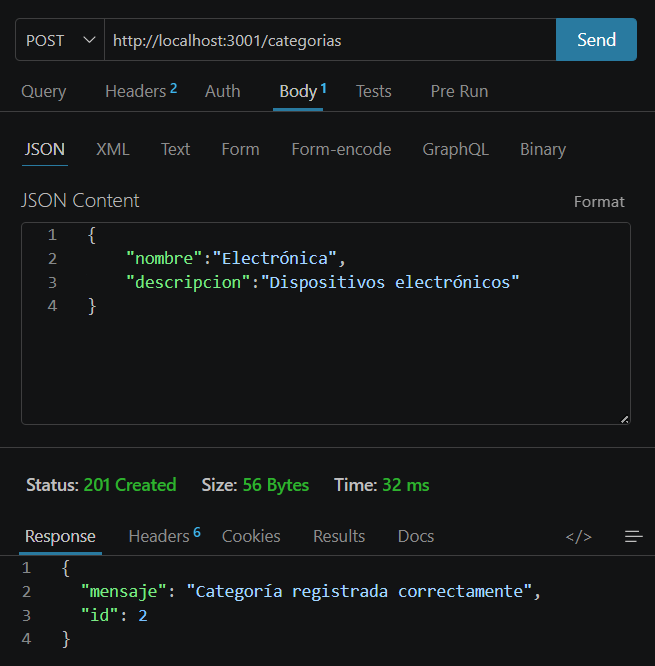 POST http://localhost:3001/categorias Send
Query Headers 2 Auth Body 1 Tests Pre Run
JSON XML Text Form Form-encode GraphQL Binary
JSON Content Format
1 {
2 "nombre":"Electrónica",
3 "descripcion":"Dispositivos electrónicos"
4 }
Status: 201 Created Size: 56 Bytes Time: 32 ms
Response Headers 6 Cookies Results Docs </>
1 {
2 "mensaje": "Categoría registrada correctamente",
3 "id": 2
4 }